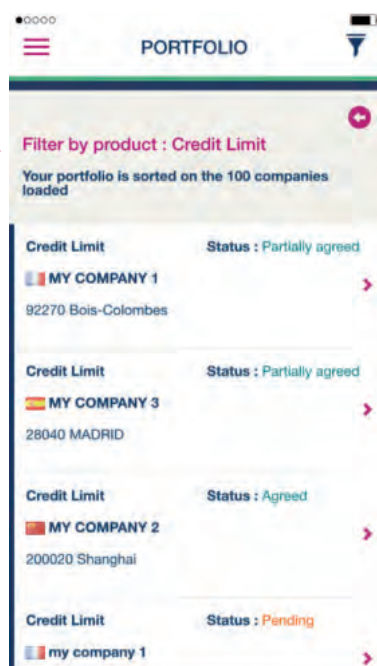 PORTFOLIO
Filter by product : Credit Limit
Your portfolio is sorted on the 100 companies
loaded
Credit Limit Status : Partially agreed
MY COMPANY 1
92270 Bois-Colombes
Credit Limit Status : Partially agreed
MY COMPANY 3
28040 MADRID
Credit Limit Status : Agreed
MY COMPANY 2
200020 Shanghai
Credit Limit Status : Pending
my company 1